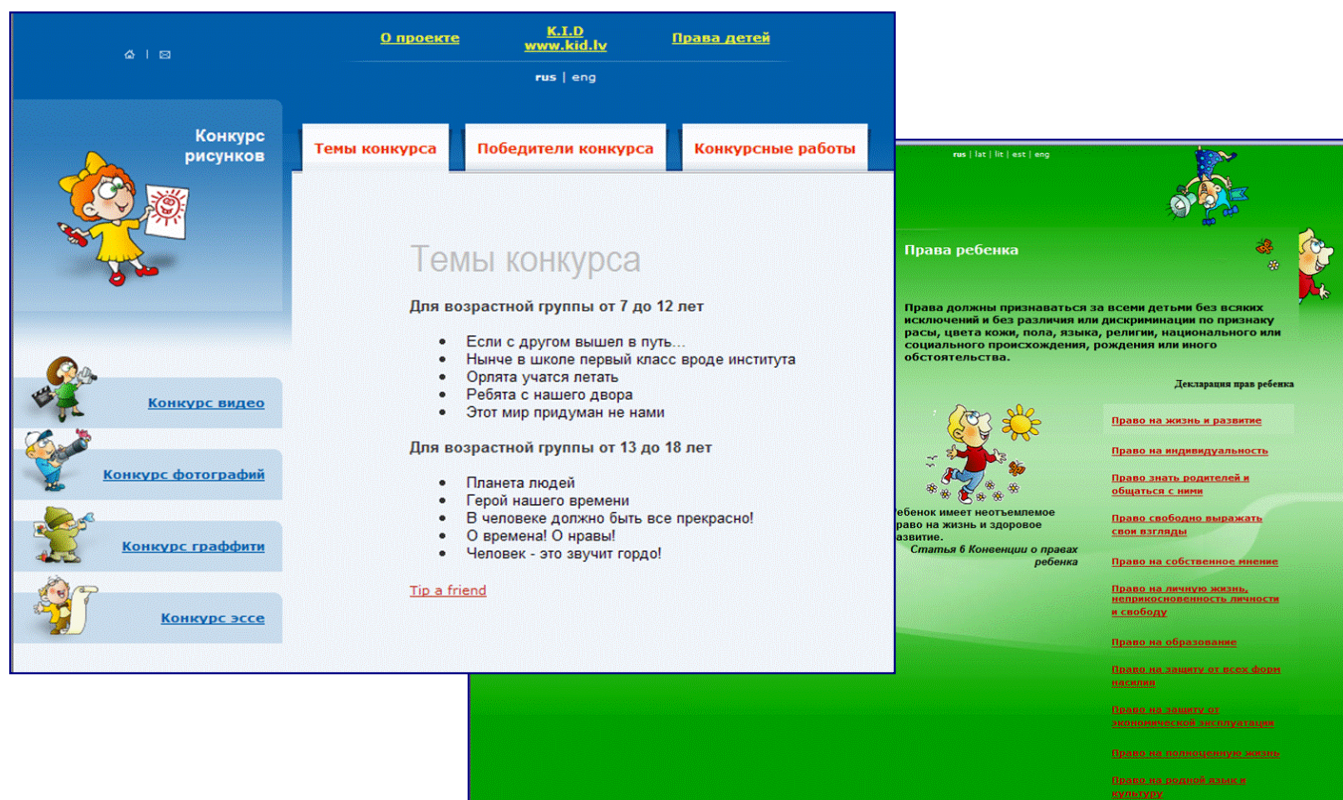 О проекте
K.I.D
www.kid.lv
Права детей
rus | eng
Конкурс
рисунков
Темы конкурса
Победители конкурса
Конкурсные работы
Темы конкурса
Для возрастной группы от 7 до 12 лет
Если с другом вышел в путь...
Нынче в школе первый класс вроде института
Орлята учатся летать
Ребята с нашего двора
Этот мир придуман не нами
Для возрастной группы от 13 до 18 лет
Планета людей
Герой нашего времени
В человеке должно быть все прекрасно!
О времена! О нравы!
Человек - это звучит гордо!
Tip a friend
Конкурс видео
Конкурс фотографий
Конкурс граффити
Конкурс эссе
rus | lat | lit | est | eng
Права ребенка
Права должны признаваться за всеми детьми без всяких
исключений и без различия или дискриминации по признаку
расы, цвета кожи, пола, языка, религии, национального или
социального происхождения, рождения или иного
обстоятельства.
Декларация прав ребенка
ебенок имеет неотъемлемое
раво на жизнь и здоровое
азвитие.
Статья 6 Конвенции о правах
ребенка
Право на жизнь и развитие
Право на индивидуальность
Право знать родителей и
общаться с ними
Право свободно выражать
свои взгляды
Право на собственное мнение
Право на личную жизнь,
неприкосновенность личности
и свободу
Право на образование
Право на защиту от всех форм
насилия
Право на защиту от
экономической эксплуатации
Право на полноценную жизнь
Право на родной язык и
культуру